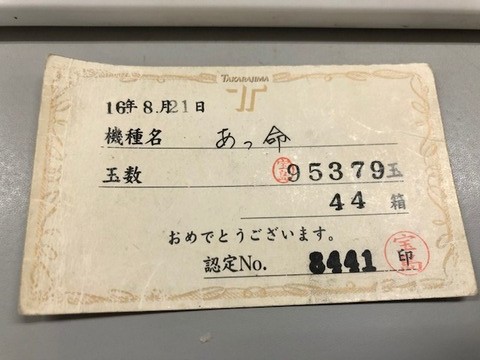 TAKARAJIMA
16年8.月21日
機種名 あっ命
玉数 95379玉
44 箱
おめでとうございます。
認定No. 8441 印